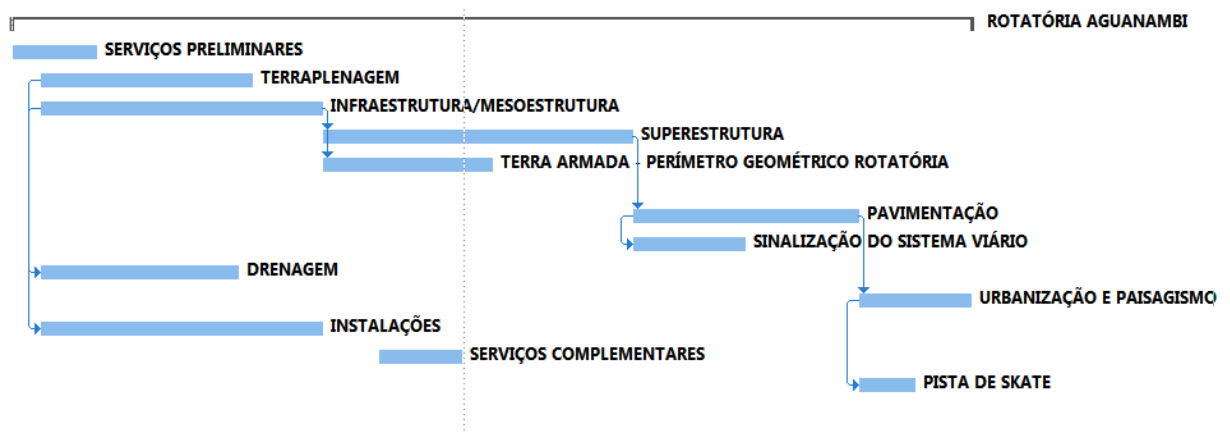 ROTATÓRIA AGUANAMBI
SERVIÇOS PRELIMINARES
TERRAPLENAGEM
INFRAESTRUTURA/MESOESTRUTURA
SUPERESTRUTURA
TERRA ARMADA - PERÍMETRO GEOMÉTRICO ROTATÓRIA
PAVIMENTAÇÃO
SINALIZAÇÃO DO SISTEMA VIÁRIO
DRENAGEM
URBANIZAÇÃO E PAISAGISMO
INSTALAÇÕES
SERVIÇOS COMPLEMENTARES
PISTA DE SKATE